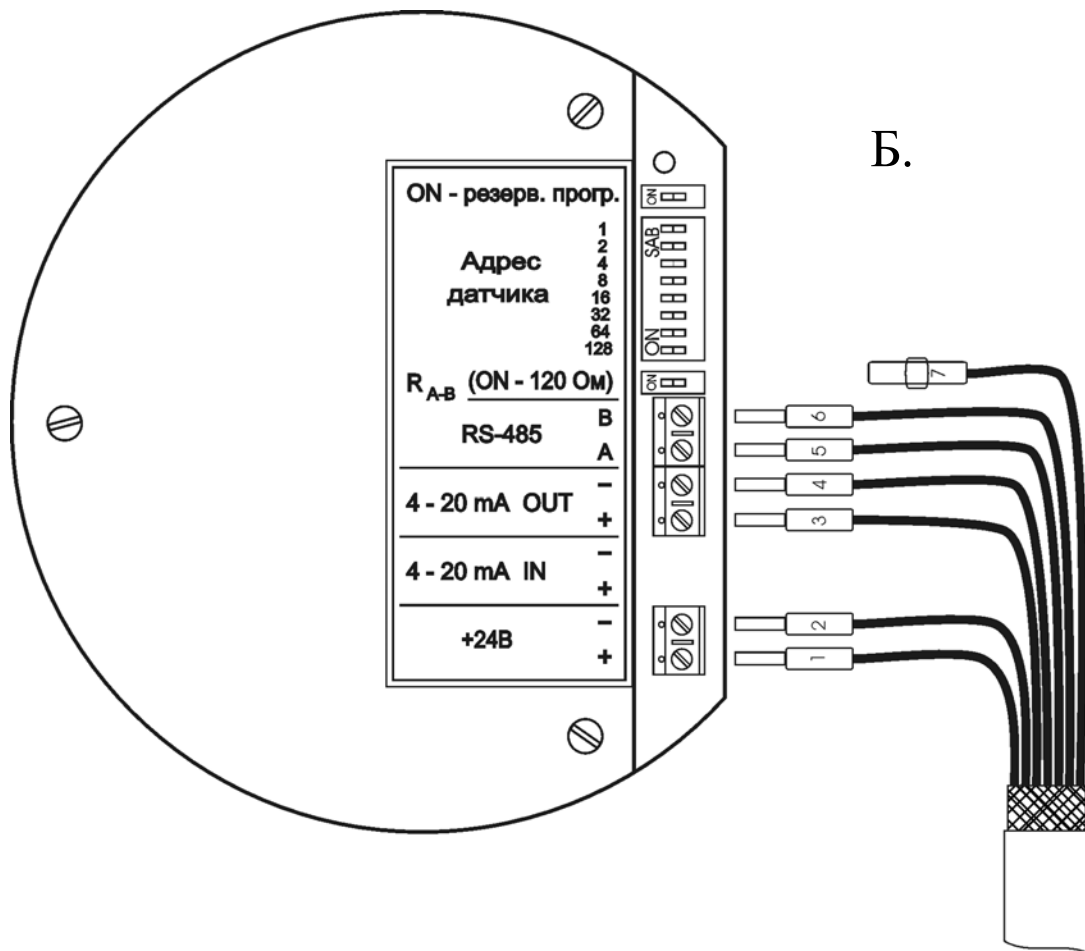 Б.
ON - резерв. прогр.
ON
1
2
4
8
16
32
64
128
Адрес
датчика
SAB
ON
R A-B (ON - 120 Ом)
ON
RS-485
B
A
4 - 20 mA OUT
−
+
4 - 20 mA IN
−
+
+24В
−
+
7
6
5
4
3
2
1